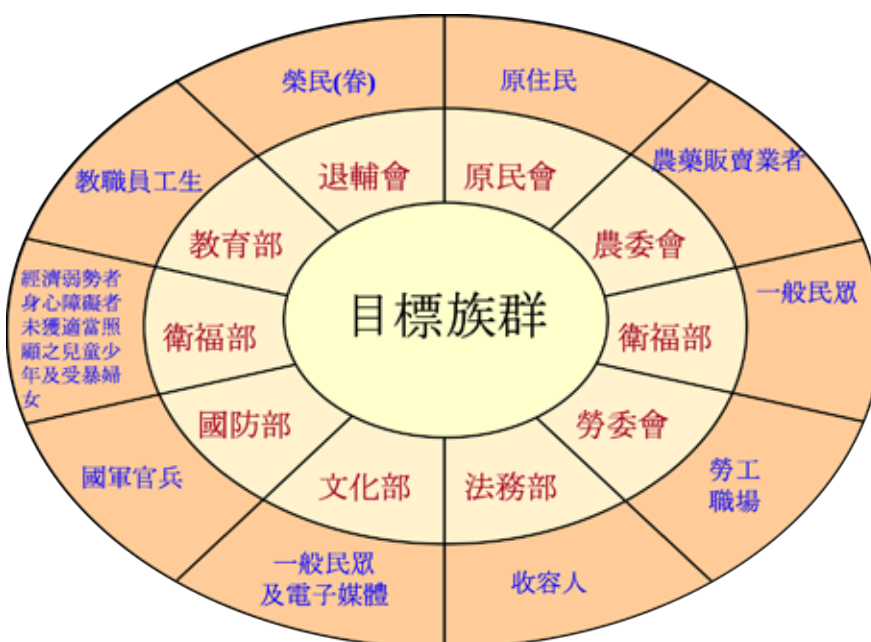 榮民(眷)
原住民
教職員工生
退輔會
原民會
農藥販賣業者
教育部
農委會
經濟弱勢者
身心障礙者
未獲適當照
顧之兒童少
年及受暴婦
女
衛福部
目標族群
衛福部
一般民眾
國防部
勞委會
國軍官兵
文化部
法務部
勞工
職場
一般民眾
及電子媒體
收容人